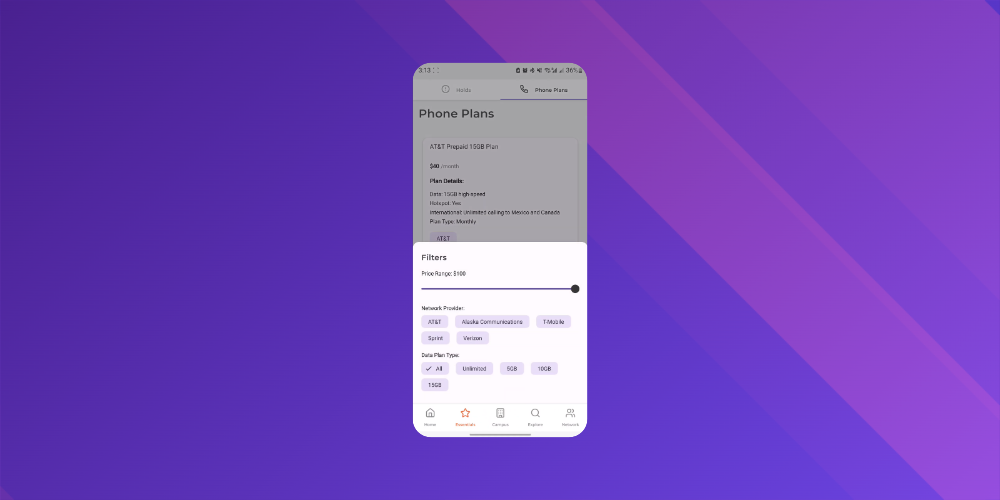 3:13
36%
Holds
Phone Plans
Phone Plans
AT&T Prepaid 15GB Plan
$40 /month
Plan Details:
Data: 15GB high-speed
Hotspot: Yes
International: Unlimited calling to Mexico and Canada
Plan Type: Monthly
AT&T
Filters
Price Range: $100
Network Provider:
AT&T Alaska Communications T-Mobile
Sprint Verizon
Data Plan Type:
All Unlimited 5GB 10GB
15GB
Home Essentials Campus Explore Network